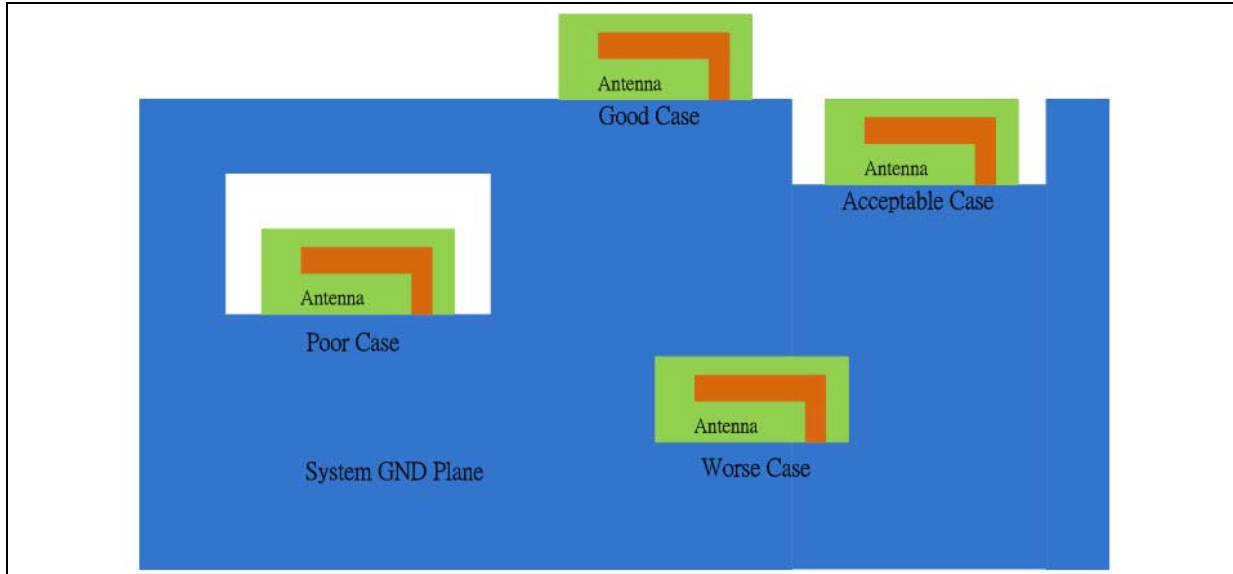 Antenna
Good Case
Antenna
Acceptable Case
Antenna
Poor Case
Antenna
Worse Case
System GND Plane